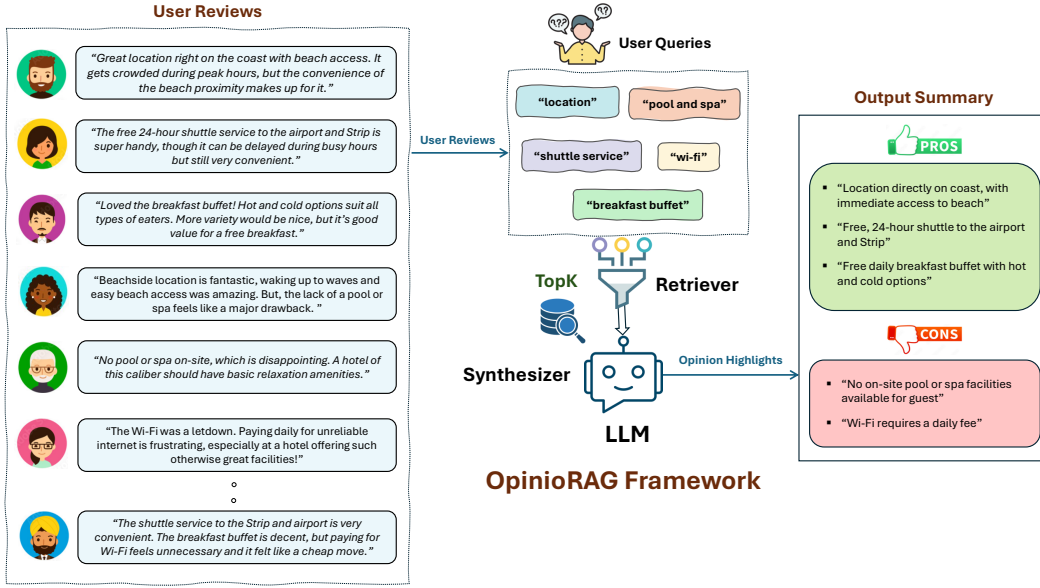 User Reviews
“Great location right on the coast with beach access. It
gets crowded during peak hours, but the convenience of
the beach proximity makes up for it.”
“The free 24-hour shuttle service to the airport and Strip is
super handy, though it can be delayed during busy hours
but still very convenient.”
“Loved the breakfast buffet! Hot and cold options suit all
types of eaters. More variety would be nice, but it’s good
value for a free breakfast.”
“Beachside location is fantastic, waking up to waves and
easy beach access was amazing. But, the lack of a pool or
spa feels like a major drawback. ”
“No pool or spa on-site, which is disappointing. A hotel of
this caliber should have basic relaxation amenities.”
“The Wi-Fi was a letdown. Paying daily for unreliable
internet is frustrating, especially at a hotel offering such
otherwise great facilities!”
“The shuttle service to the Strip and airport is very
convenient. The breakfast buffet is decent, but paying for
Wi-Fi feels unnecessary and it felt like a cheap move.”
User Reviews
???
??
User Queries
“location”
“pool and spa”
“shuttle service”
“wi-fi”
“breakfast buffet”
TopK
Retriever
Synthesizer
LLM
Opinion Highlights
OpinioRAG Framework
Output Summary
PROS
▪ “Location directly on coast, with
immediate access to beach”
▪ “Free, 24-hour shuttle to the airport
and Strip”
▪ “Free daily breakfast buffet with hot
and cold options”
CONS
▪ “No on-site pool or spa facilities
available for guest”
▪ “Wi-Fi requires a daily fee”